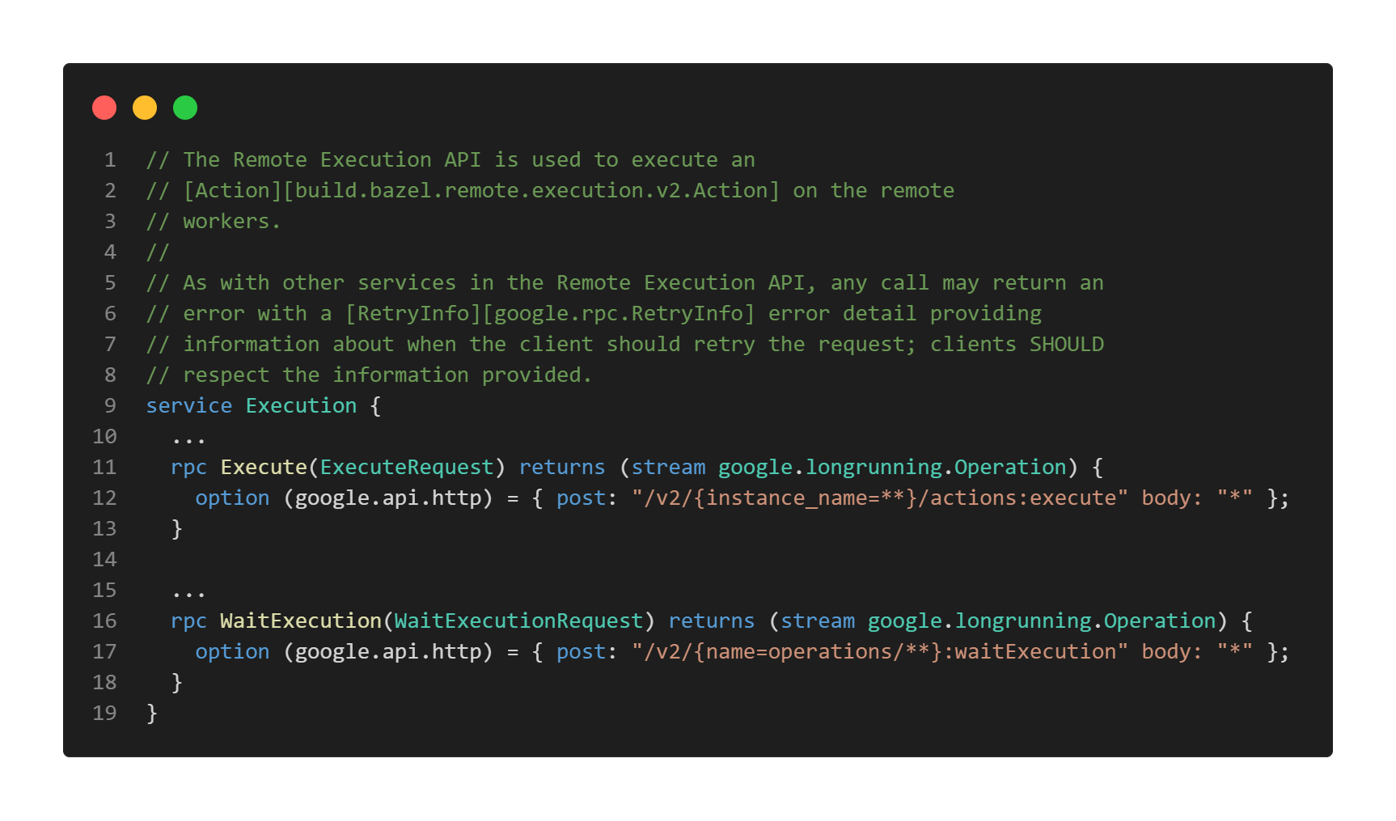 1 // The Remote Execution API is used to execute an
2 // [Action][build.bazel.remote.execution.v2.Action] on the remote
3 // workers.
4 //
5 // As with other services in the Remote Execution API, any call may return an
6 // error with a [RetryInfo][google.rpc.RetryInfo] error detail providing
7 // information about when the client should retry the request; clients SHOULD
8 // respect the information provided.
9 service Execution {
10   ...
11   rpc Execute(ExecuteRequest) returns (stream google.longrunning.Operation) {
12     option (google.api.http) = { post: "/v2/{instance_name=**}/actions:execute" body: "*" };
13   }
14
15   ...
16   rpc WaitExecution(WaitExecutionRequest) returns (stream google.longrunning.Operation) {
17     option (google.api.http) = { post: "/v2/{name=operations/**}:waitExecution" body: "*" };
18   }
19 }